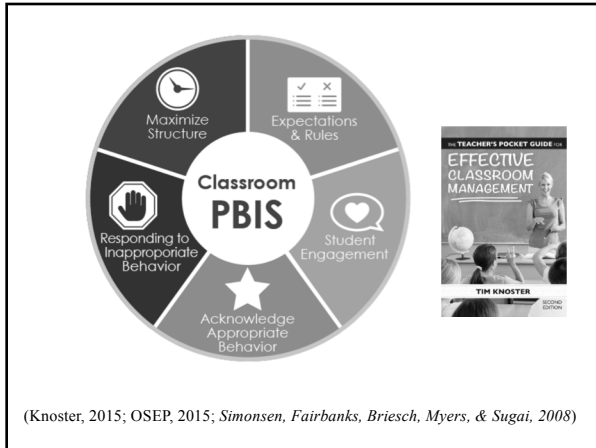 Maximize
Structure
Expectations
& Rules
Classroom
PBIS
Responding to
Inapproporiate
Behavior
Student
Engagement
Acknowledge
Appropriate
Behavior
THE TEACHER'S POCKET GUIDE FOR
EFFECTIVE
CLASSROOM
MANAGEMENT
TIM KNOSTER
SECOND
EDITION
(Knoster, 2015; OSEP, 2015; Simonsen, Fairbanks, Briesch, Myers, & Sugai, 2008)